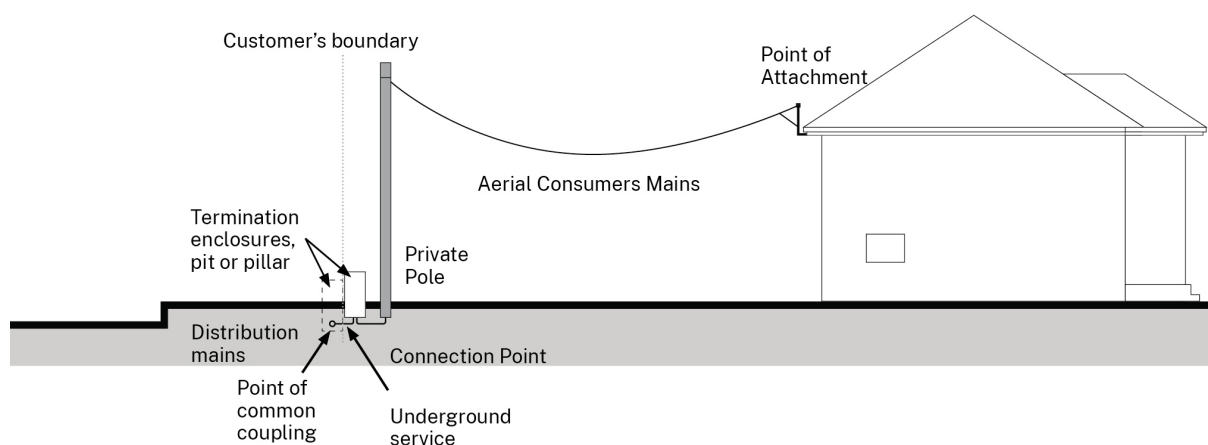 Customer's boundary
Point of
Attachment
Aerial Consumers Mains
Termination
enclosures,
pit or pillar
Private
Pole
Distribution
mains
Connection Point
Point of
common
coupling
Underground
service